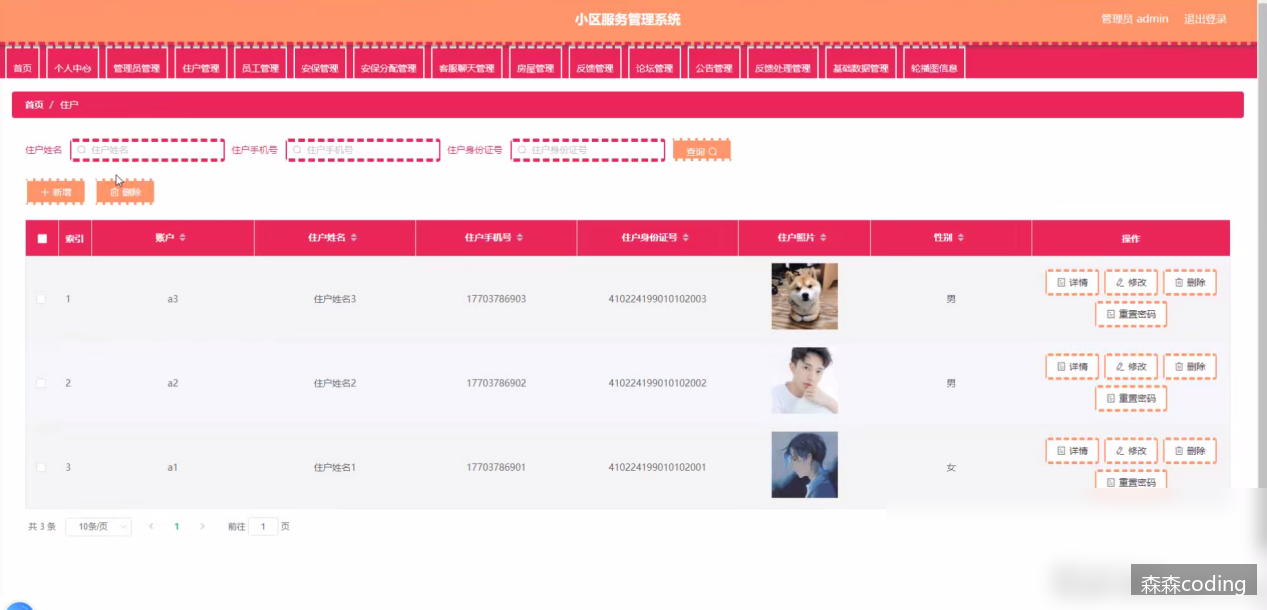 小区服务管理系统
管理员 admin 退出登录
首页 个人中心 管理员管理 住户管理 员工管理 安保管理 安保分配管理 客服聊天管理 房屋管理 反馈管理 论坛管理 公告管理 反馈处理管理 基础数据管理 轮播图信息
首页 / 住户
住户姓名 住户姓名 住户手机号 住户手机号 住户身份证号 住户身份证号 查询
+ 新增 删除
索引 账户 住户姓名 住户手机号 住户身份证号 住户照片 性别 操作
1 a3 住户姓名3 17703786903 410224199010102003 男 详情 修改 删除
重置密码
2 a2 住户姓名2 17703786902 410224199010102002 男 详情 修改 删除
重置密码
3 a1 住户姓名1 17703786901 410224199010102001 女 详情 修改 删除
重置密码
共 3 条 10条/页 < 1 > 前往 1 页
森森coding